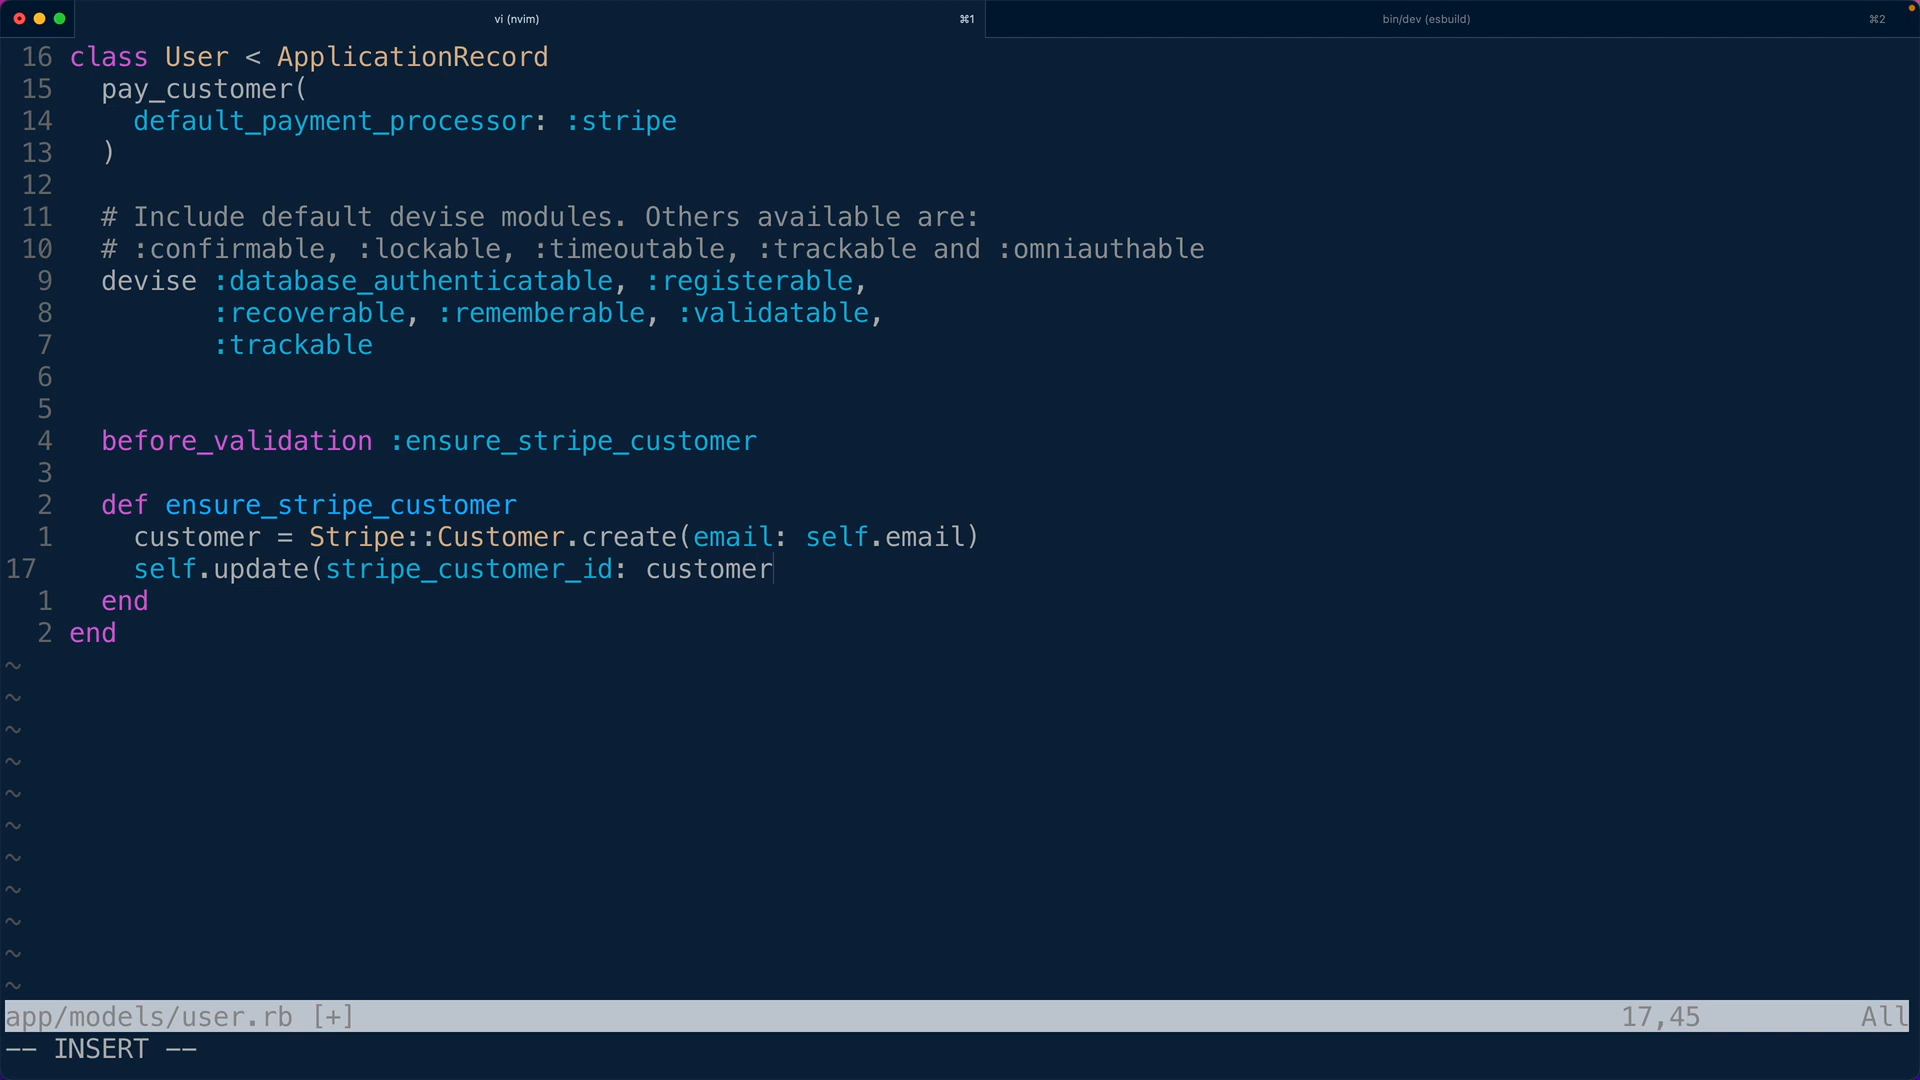 vi (nvim) ⌘1 bin/dev (esbuild) ⌘2
16 class User < ApplicationRecord
15   pay_customer(
14     default_payment_processor: :stripe
13   )
12
11   # Include default devise modules. Others available are:
10   # :confirmable, :lockable, :timeoutable, :trackable and :omniauthable
9   devise :database_authenticatable, :registerable,
8          :recoverable, :rememberable, :validatable,
7          :trackable
6
5
4   before_validation :ensure_stripe_customer
3
2   def ensure_stripe_customer
1     customer = Stripe::Customer.create(email: self.email)
17     self.update(stripe_customer_id: customer
1   end
2 end
~
~
~
~
~
~
~
~
~
~
~
app/models/user.rb [+] 17,45 All
-- INSERT --